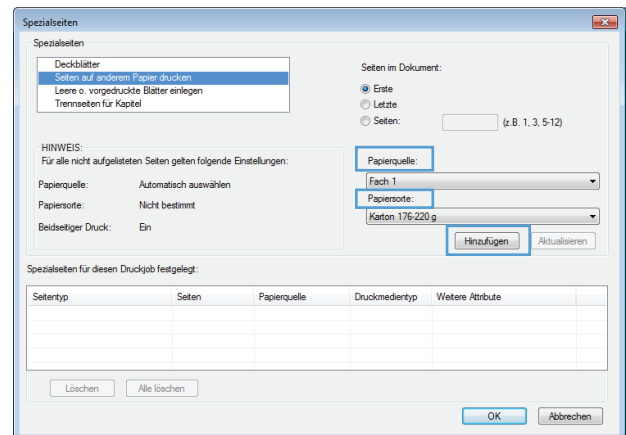 Spezialseiten
Spezialseiten
Deckblätter
Seiten auf anderem Papier drucken
Leere o. vorgedruckte Blätter einlegen
Trennseiten für Kapitel
Seiten im Dokument:
Erste
Letzte
Seiten:
(z.B. 1, 3, 5-12)
HINWEIS:
Für alle nicht aufgelisteten Seiten gelten folgende Einstellungen:
Papierquelle: Automatisch auswählen
Papiersorte: Nicht bestimmt
Beidseitiger Druck: Ein
Papierquelle:
Fach 1
Papiersorte:
Karton 176-220 g
Hinzufügen Aktualisieren
Spezialseiten für diesen Druckjob festgelegt:
Seitentyp Seiten Papierquelle Druckmedientyp Weitere Attribute
Löschen Alle löschen
OK Abbrechen